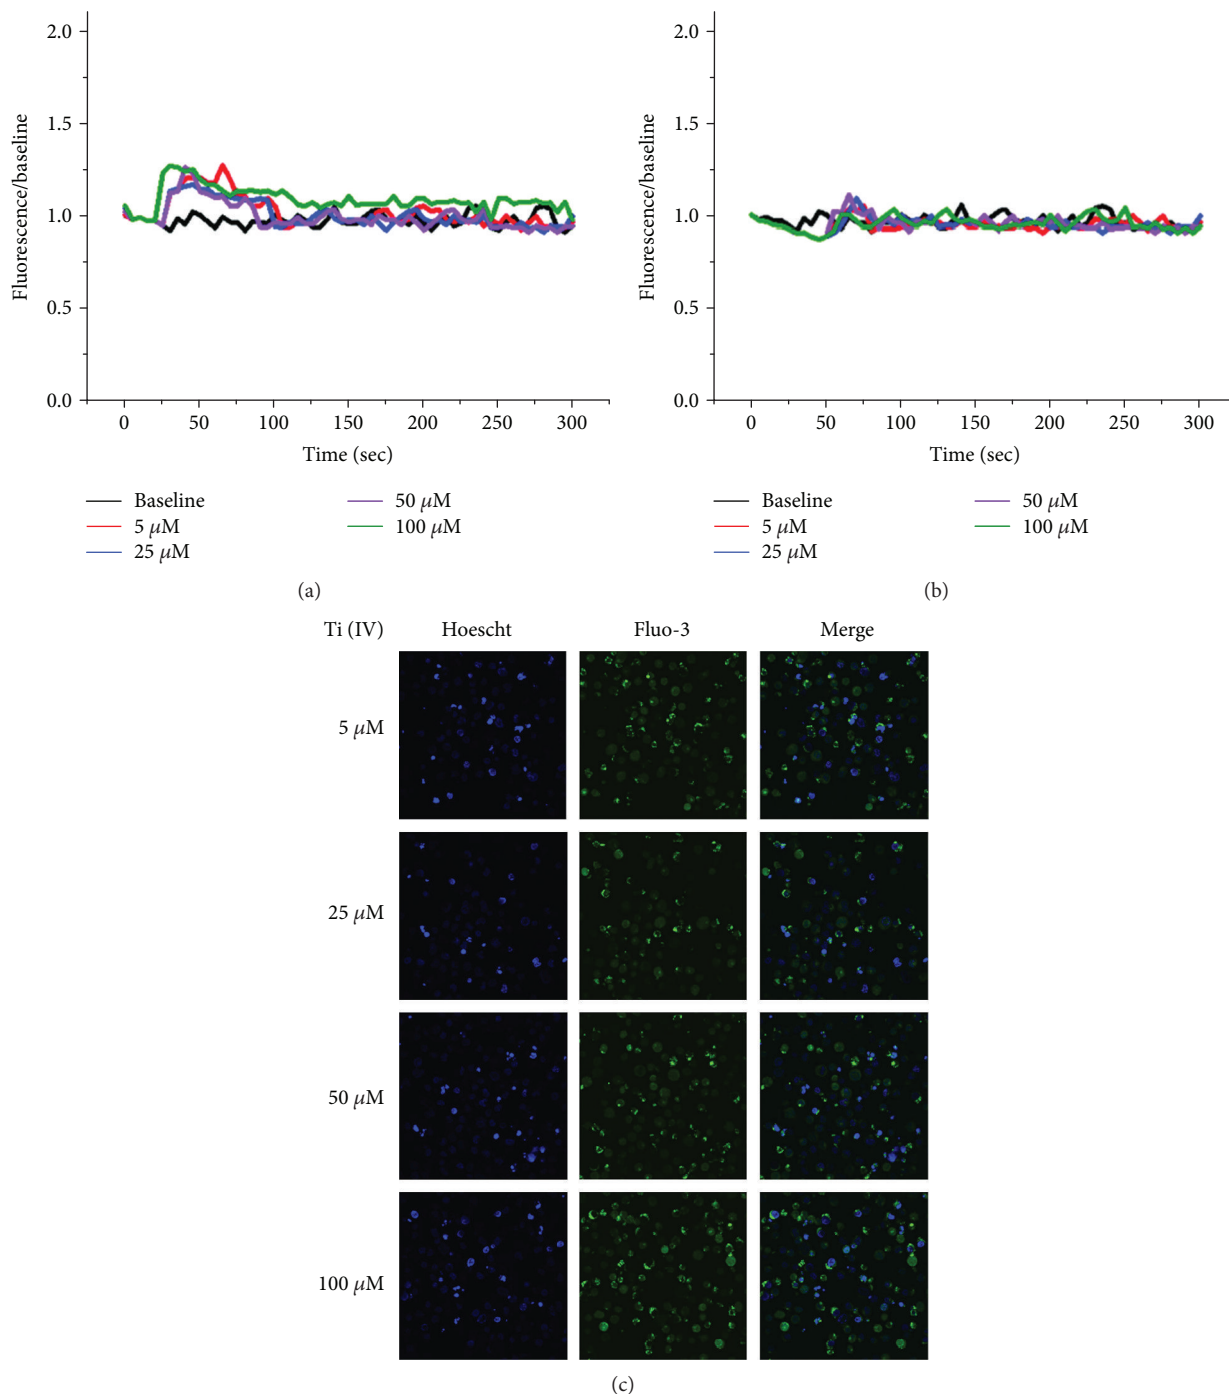 2.0
1.5
1.0
0.5
0.0
Fluorescence/baseline
0 50 100 150 200 250 300
Time (sec)
Baseline
5 μM
25 μM
50 μM
100 μM
(a)
2.0
1.5
1.0
0.5
0.0
Fluorescence/baseline
0 50 100 150 200 250 300
Time (sec)
Baseline
5 μM
25 μM
50 μM
100 μM
(b)
Ti (IV) Hoescht Fluo-3 Merge
5 μM
25 μM
50 μM
100 μM
(c)